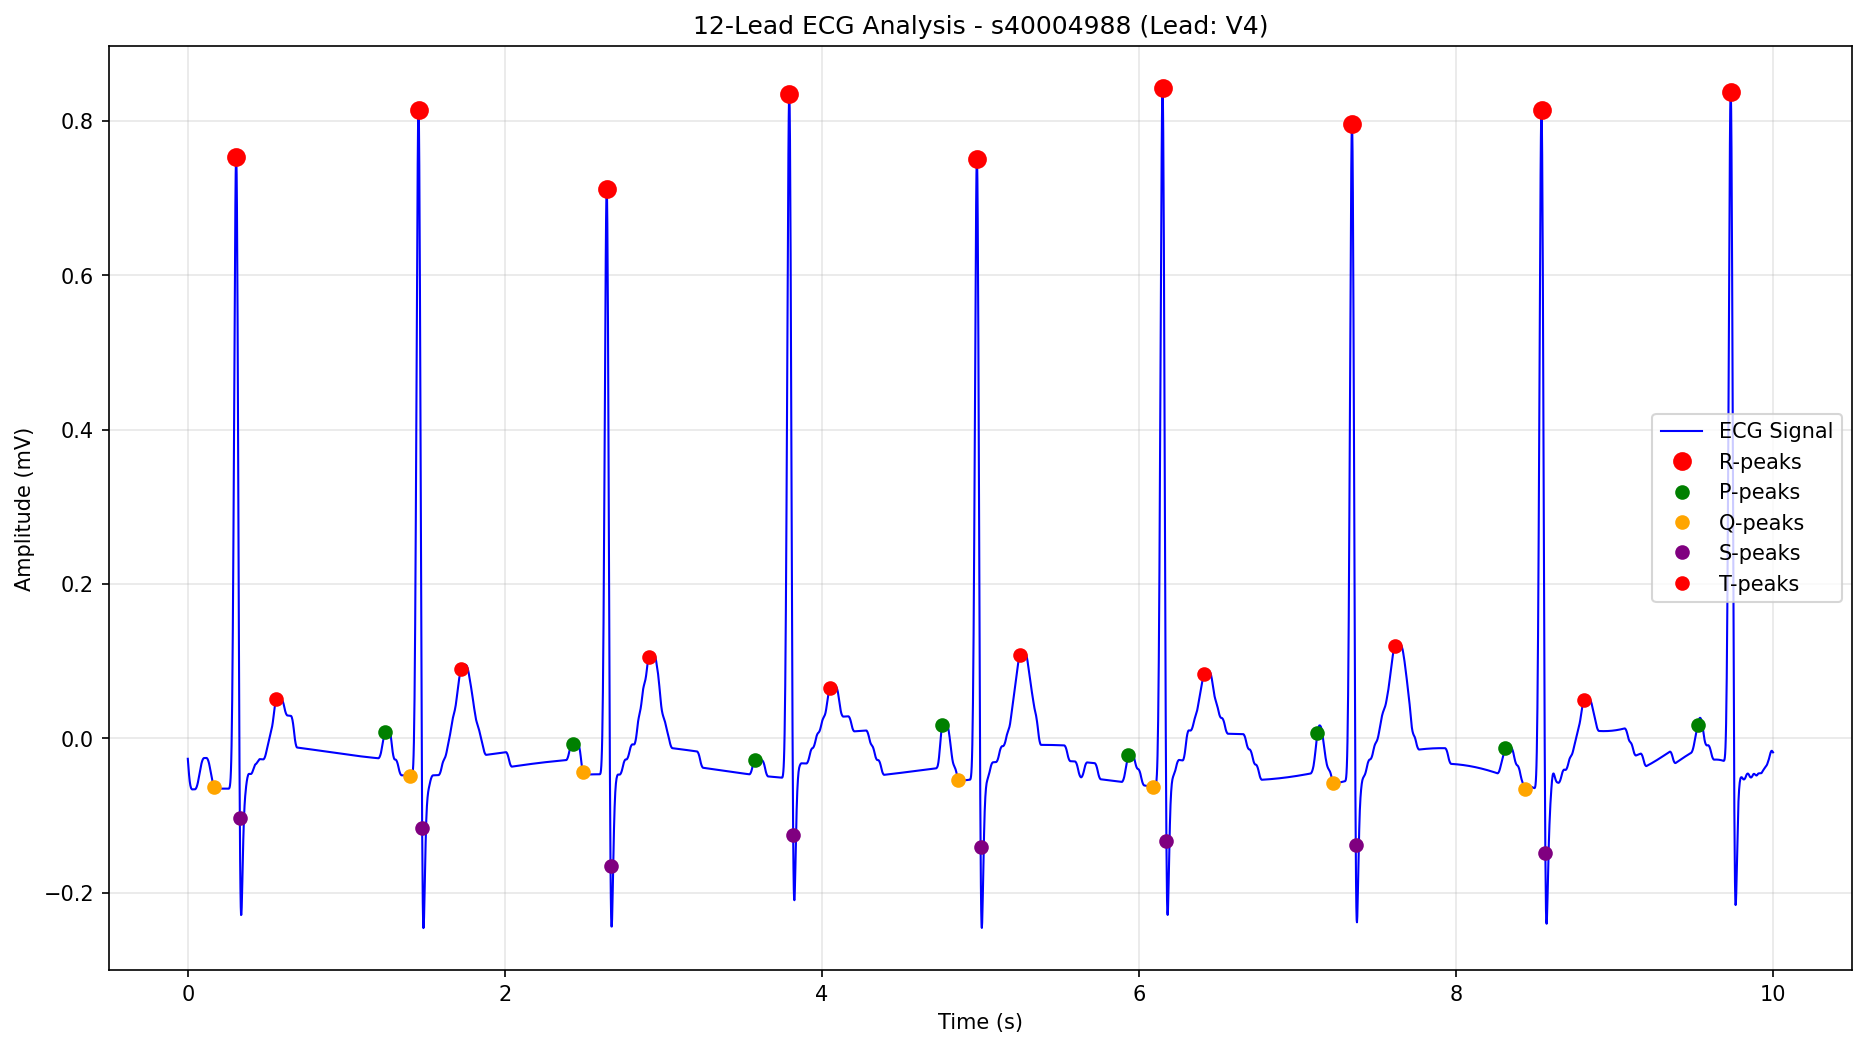 12-Lead ECG Analysis - s40004988 (Lead: V4)
Amplitude (mV)
0.8
0.6
0.4
0.2
0.0
−0.2
ECG Signal
R-peaks
P-peaks
Q-peaks
S-peaks
T-peaks
0 2 4 6 8 10
Time (s)